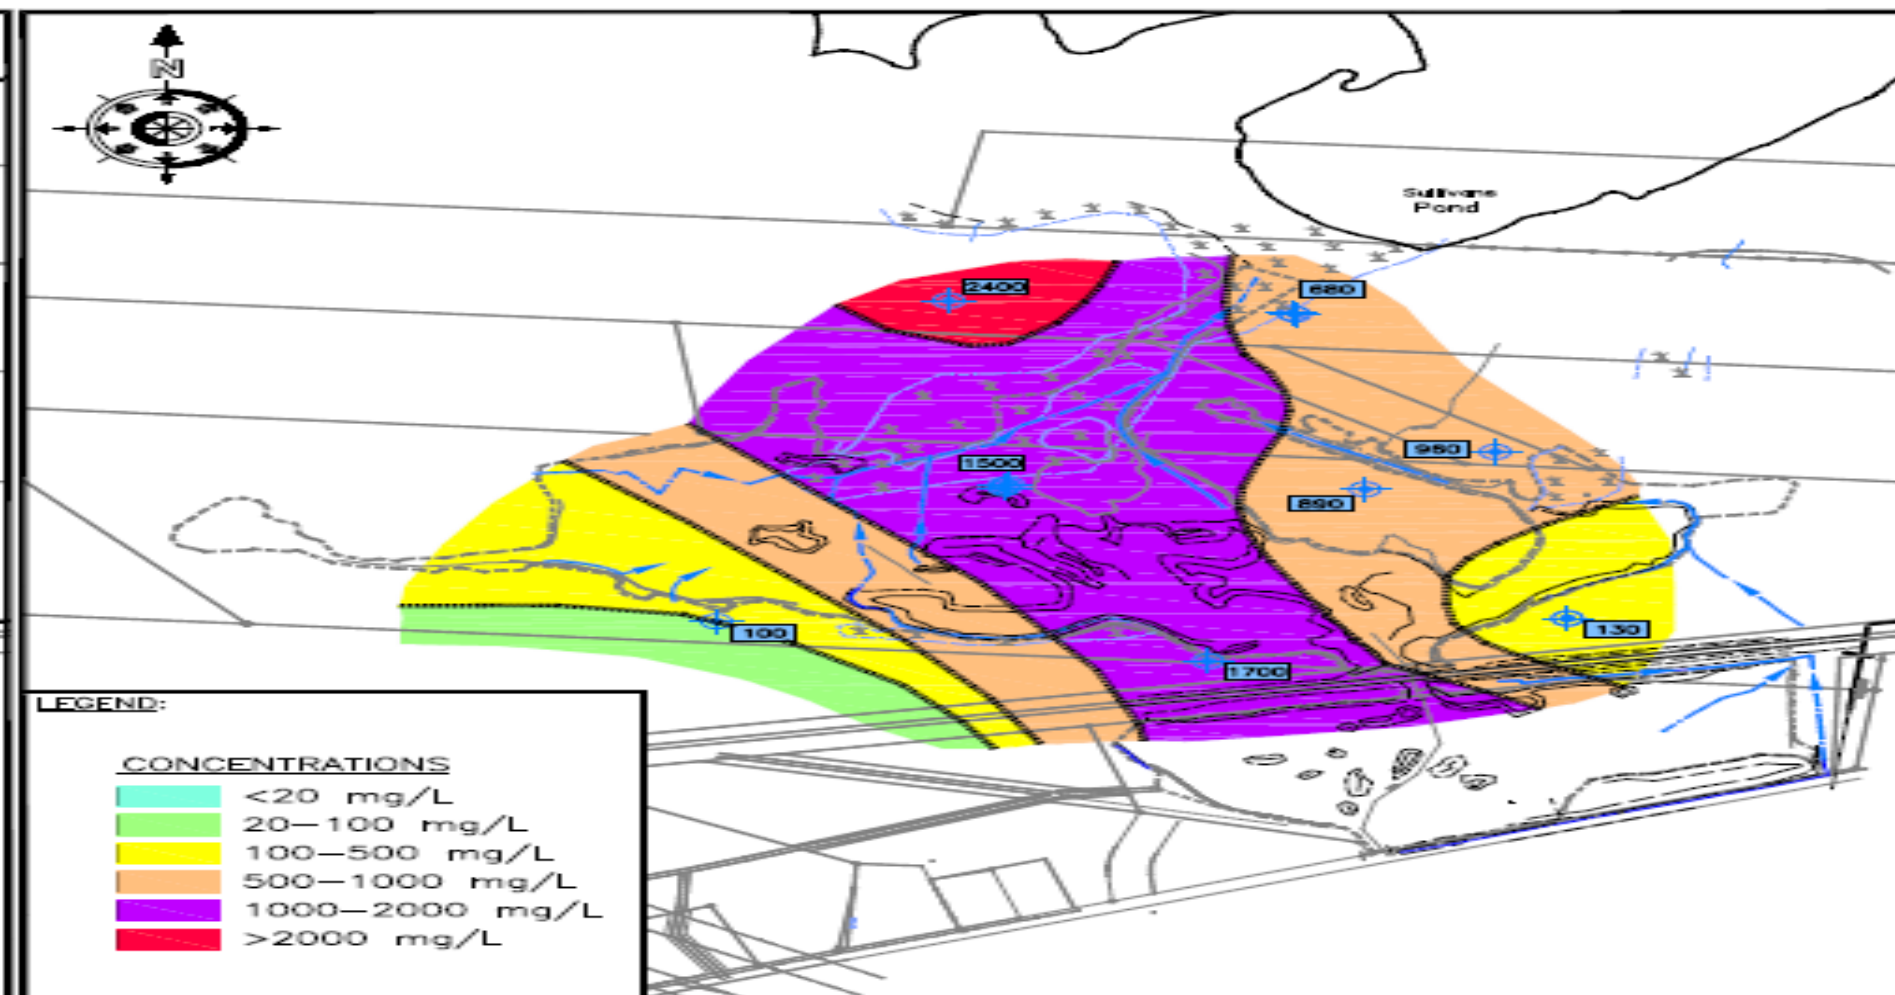 N
Sullivans
Pond
2400
680
950
1500
890
100
130
1700
LEGEND:
CONCENTRATIONS
<20 mg/L
20-100 mg/L
100-500 mg/L
500-1000 mg/L
1000-2000 mg/L
>2000 mg/L